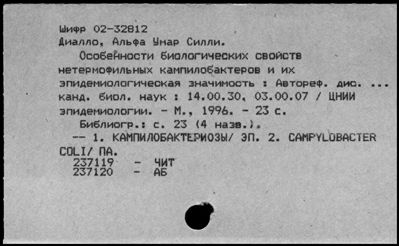 Шифр 02-32812
Диалло, Альфа Умар Силли.
Особенности биологических свойств
нетермофильных кампилобактеров и их
эпидемиологическая значимость : Автореф. дис. ...
канд. биол. наук : 14.00.30, 03.00.07 / ЦНИИ
эпидемиологии. - М., 1996. - 23 с.
Библиогр.: с. 23 (4 назв.).
-- 1. КАМПИЛОБАКТЕРИОЗЫ/ ЭП. 2. CAMPYLOBACTER
COLI/ ПА.
237119 - ЧИТ
237120 - АБ